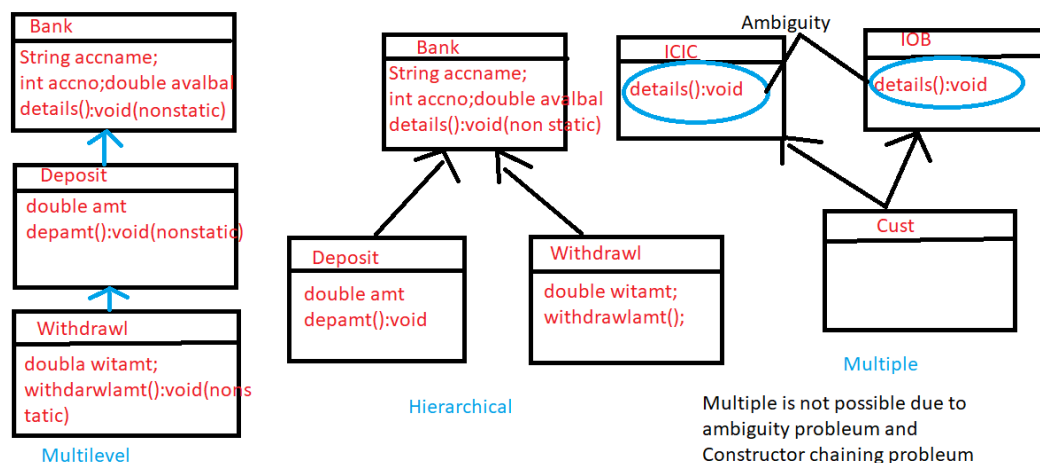 Bank
String accname;
int accno;double avalbal
details():void(nonstatic)
Deposit
double amt
depamt():void(nonstatic)
Withdrawl
doubla witamt;
withdarwlamt():void(nons
tatic)
Multilevel
Bank
String accname;
int accno;double avalbal
details():void(non static)
Deposit
double amt
depamt():void
Withdrawl
double witamt;
withdrawlamt();
Hierarchical
Ambiguity
ICIC
details():void
IOB
details():void
Cust
Multiple
Multiple is not possible due to
ambiguity probleum and
Constructor chaining probleum